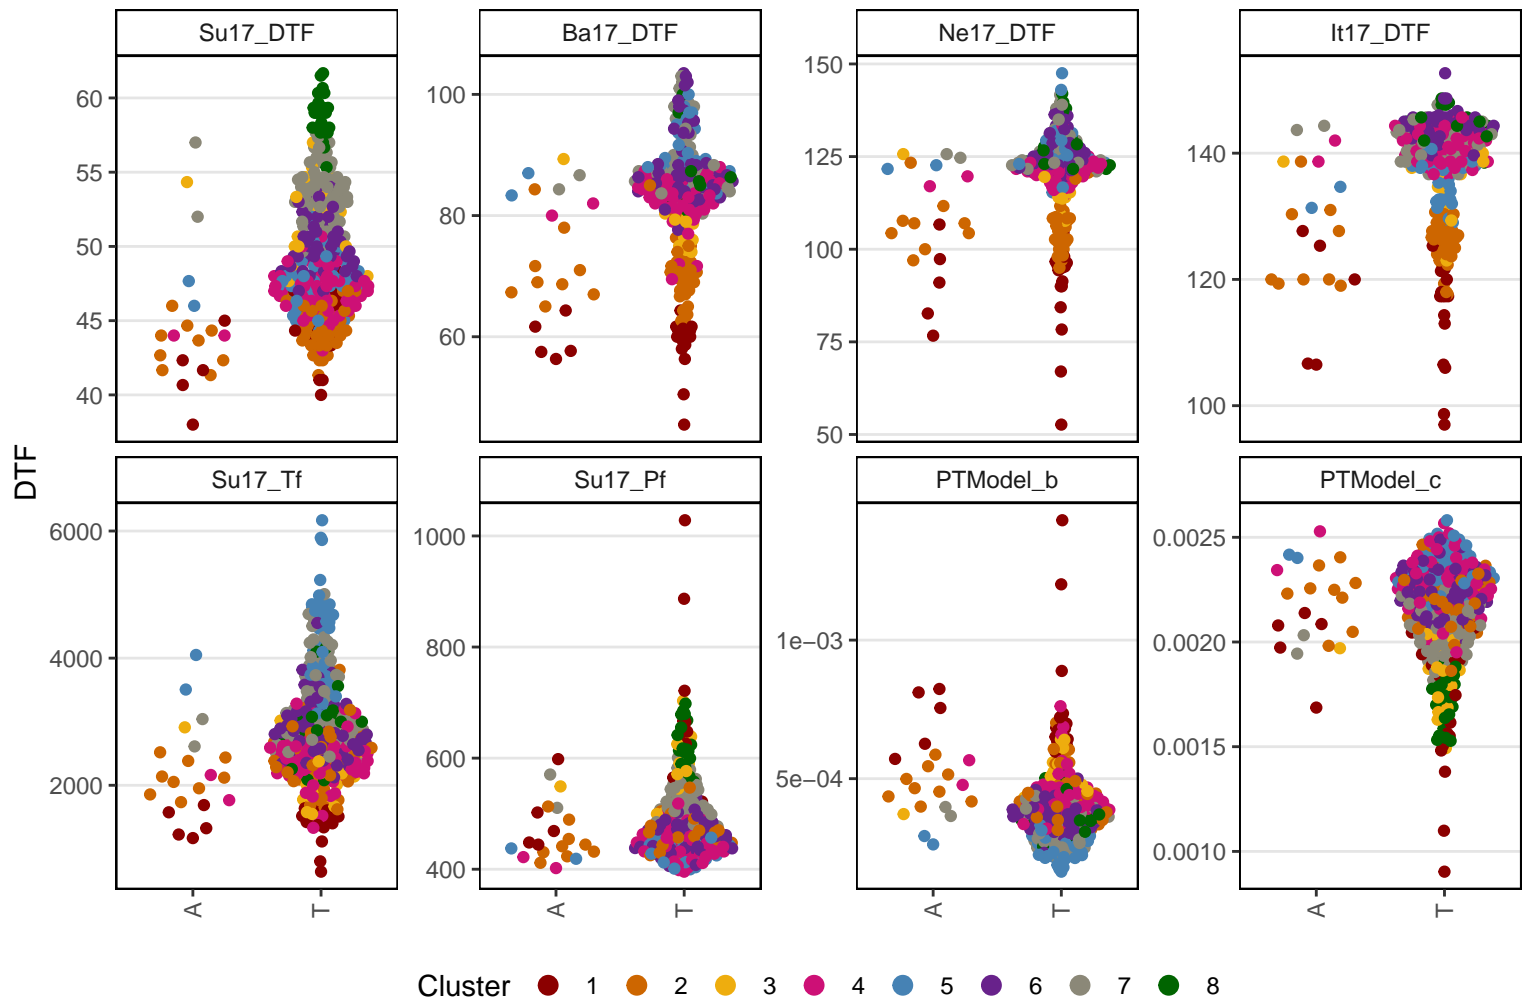 Su17_DTF
Ba17_DTF
Ne17_DTF
It17_DTF
60
55
50
45
40
100
80
60
150
125
100
75
50
140
120
100
DTF
Su17_Tf
Su17_Pf
PTModel_b
PTModel_c
6000
4000
2000
1000
800
600
400
1e−03
5e−04
0.0025
0.0020
0.0015
0.0010
A T A T A T A T
Cluster 1 2 3 4 5 6 7 8